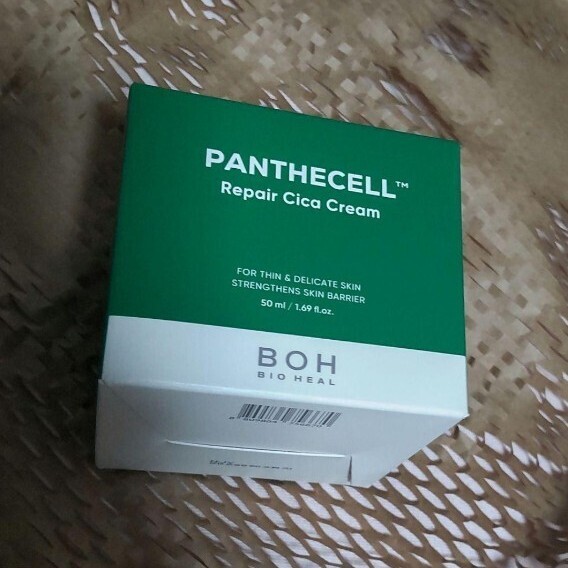 PANTHECELL™
Repair Cica Cream
FOR THIN & DELICATE SKIN
STRENGTHENS SKIN BARRIER
50 ml / 1.69 fl.oz.
BOH
BIO HEAL